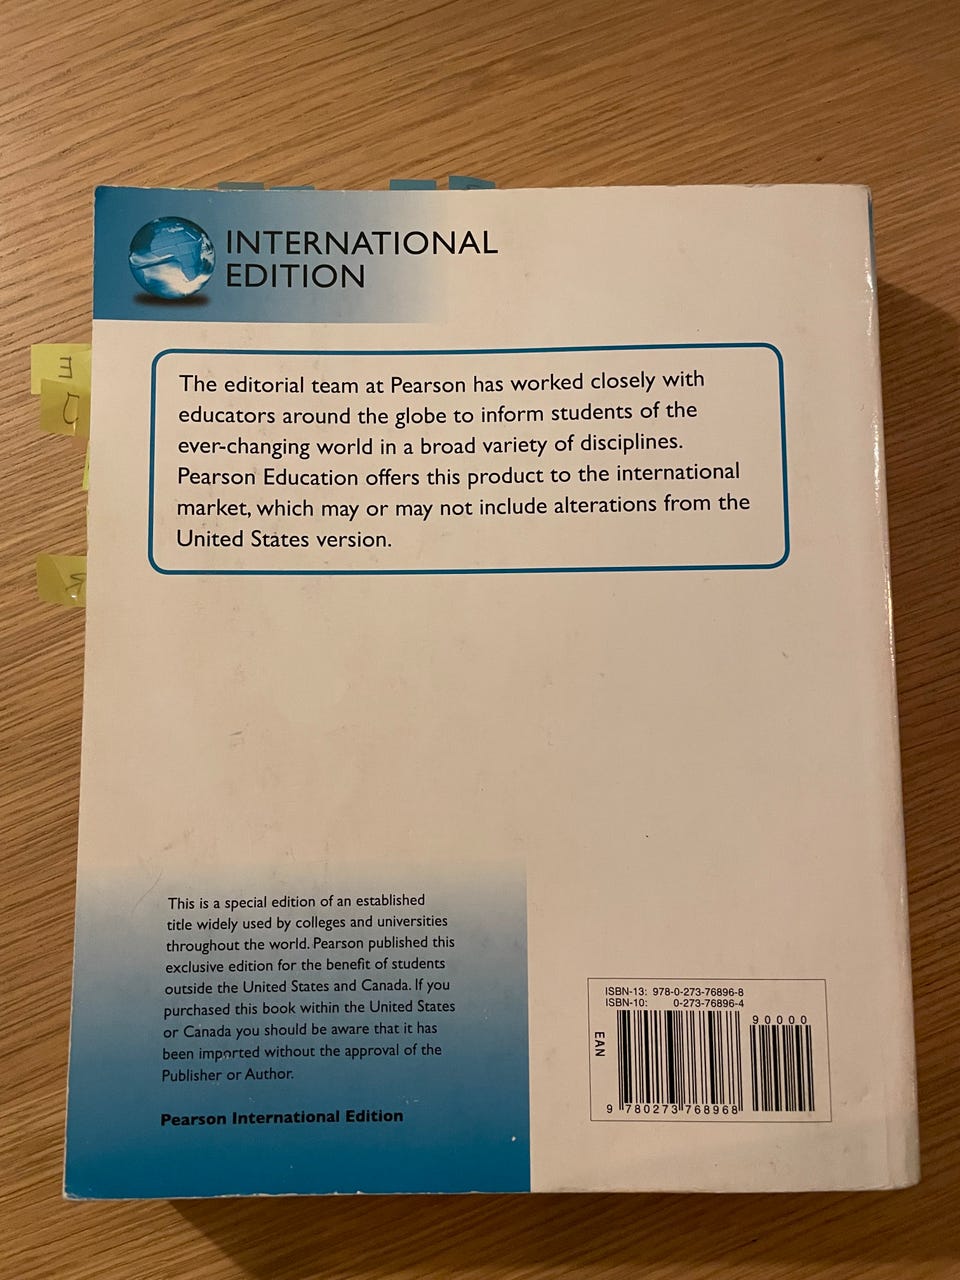 INTERNATIONAL
EDITION
The editorial team at Pearson has worked closely with
educators around the globe to inform students of the
ever-changing world in a broad variety of disciplines.
Pearson Education offers this product to the international
market, which may or may not include alterations from the
United States version.
This is a special edition of an established
title widely used by colleges and universities
throughout the world. Pearson published this
exclusive edition for the benefit of students
outside the United States and Canada. If you
purchased this book within the United States
or Canada you should be aware that it has
been imported without the approval of the
Publisher or Author.
Pearson International Edition
ISBN-13: 978-0-273-76896-8
ISBN-10: 0-273-76896-4
90000
EAN
9 780273 768968